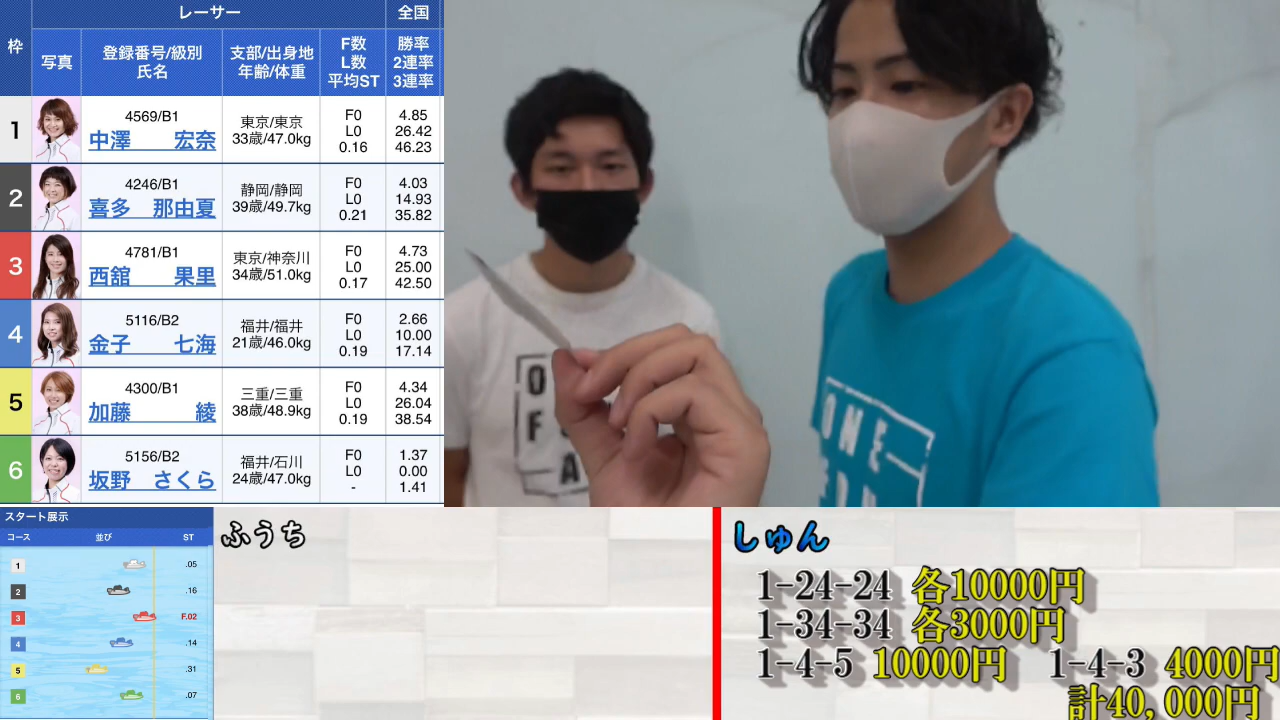 レーサー
全国
枠
写真
登録番号/級別
氏名
支部/出身地
年齢/体重
F数
L数
平均ST
勝率
2連率
3連率
1
4569/B1
中澤 宏奈
東京/東京
33歳/47.0kg
F0
L0
0.16
4.85
26.42
46.23
2
4246/B1
喜多 那由夏
静岡/静岡
39歳/49.7kg
F0
L0
0.21
4.03
14.93
35.82
3
4781/B1
西舘 果里
東京/神奈川
34歳/51.0kg
F0
L0
0.17
4.73
25.00
42.50
4
5116/B2
金子 七海
福井/福井
21歳/46.0kg
F0
L0
0.19
2.66
10.00
17.14
5
4300/B1
加藤 綾
三重/三重
38歳/48.9kg
F0
L0
0.19
4.34
26.04
38.54
6
5156/B2
坂野 さくら
福井/石川
24歳/47.0kg
F0
L0
-
1.37
0.00
1.41
スタート展示
コース 並び ST
1 .05
2 .16
3 F.02
4 .14
5 .31
6 .07
ふうち
しゅん
1-24-24 各10000円
1-34-34 各3000円
1-4-5 10000円 1-4-3 4000円
計40,000円